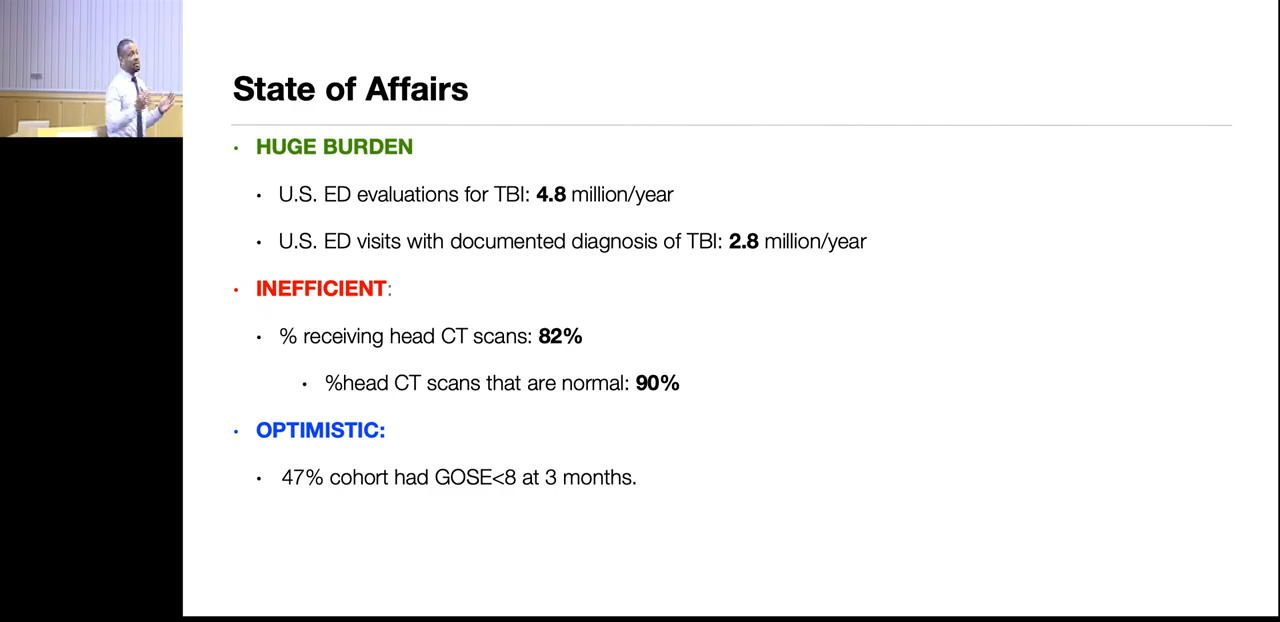 State of Affairs
• HUGE BURDEN
• U.S. ED evaluations for TBI: 4.8 million/year
• U.S. ED visits with documented diagnosis of TBI: 2.8 million/year
• INEFFICIENT:
• % receiving head CT scans: 82%
• %head CT scans that are normal: 90%
• OPTIMISTIC:
• 47% cohort had GOSE<8 at 3 months.